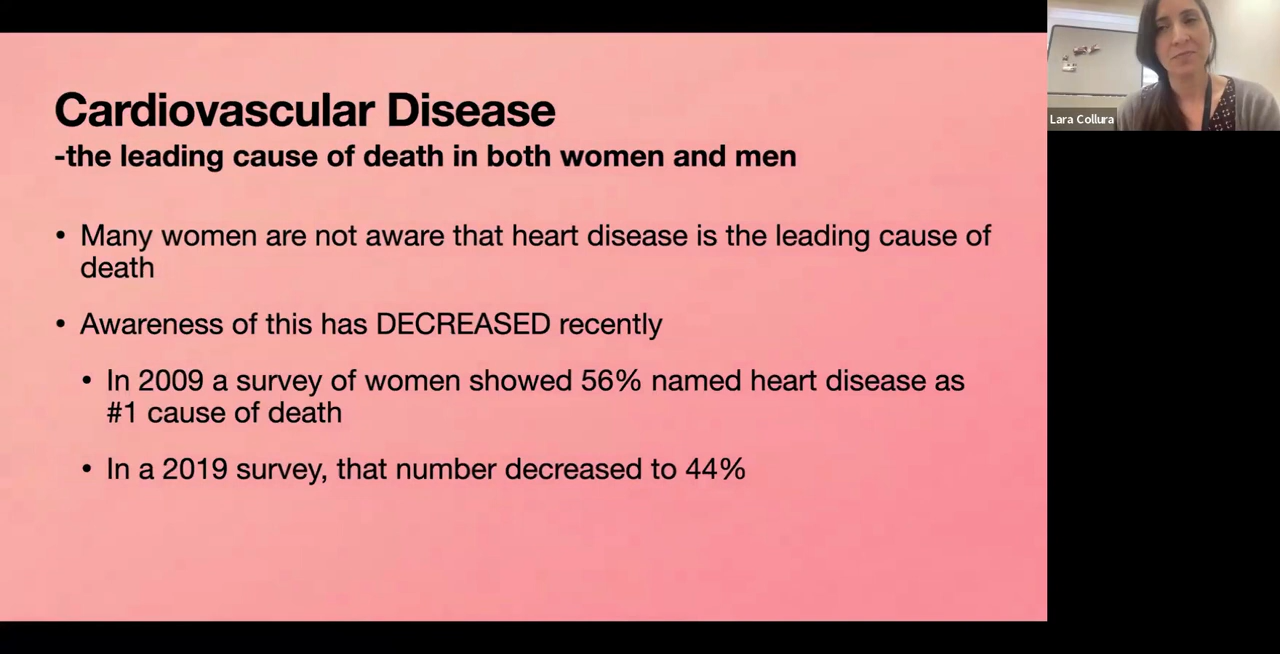 Cardiovascular Disease
-the leading cause of death in both women and men
• Many women are not aware that heart disease is the leading cause of
death
• Awareness of this has DECREASED recently
• In 2009 a survey of women showed 56% named heart disease as
#1 cause of death
• In a 2019 survey, that number decreased to 44%
Lara Collura